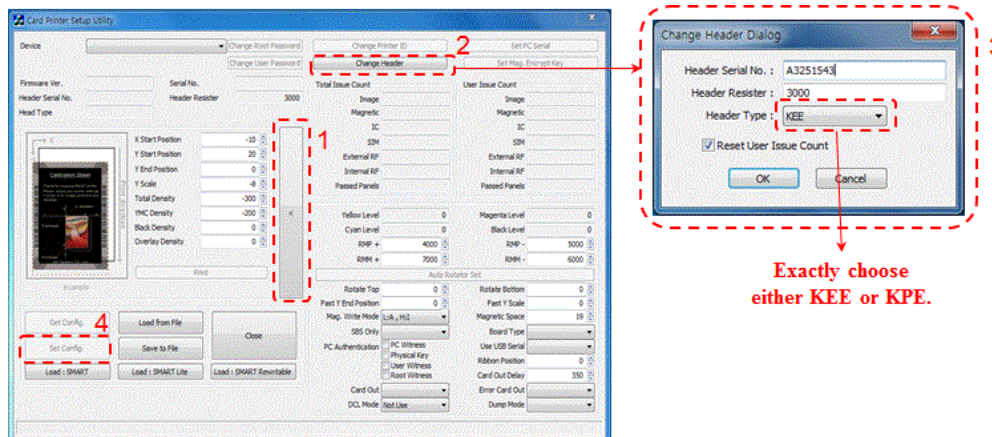 Card Printer Setup Utility
Device
Change Root Password
Change Printer ID
2
Set PC Serial
Change User Password
Change Header
Set Mag. Encrypt Key
Firmware Ver.
Serial No.
Header Serial No.
Header Resister
3000
Head Type
Total Issue Count
User Issue Count
Image
Image
Magnetic
Magnetic
IC
IC
SIM
SIM
External RF
External RF
Internal RF
Internal RF
Passed Panels
Passed Panels
X
Calibration Sheet
X Start Position
-10
Y Start Position
20
Y End Position
0
Y Scale
-8
Total Density
-300
YMC Density
-200
Black Density
0
Overlay Density
0
1
<
Print
example
Yellow Level
0
Magenta Level
0
Cyan Level
0
Black Level
0
RMP +
4000
RMP -
5000
RMM +
7000
RMM -
6000
Auto Rotator Set
Rotate Top
0
Rotate Bottom
0
Fast Y End Position
0
Fast Y Scale
0
Mag. Write Mode
L:A , H:I
Magnetic Space
19
SBS Only
Board Type
PC Authentication
PC Witness
Physical Key
User Witness
Root Witness
Use USB Serial
Ribbon Position
0
Card Out Delay
350
Card Out
Error Card Out
DCL Mode
Not Use
Dump Mode
Get Config.
4
Load from File
Close
Set Config.
Save to File
Load : SMART
Load : SMART Lite
Load : SMART Rewritable
Change Header Dialog
Header Serial No. :
A3251543
Header Resister :
3000
Header Type :
KEE
Reset User Issue Count
OK
Cancel
Exactly choose
either KEE or KPE.